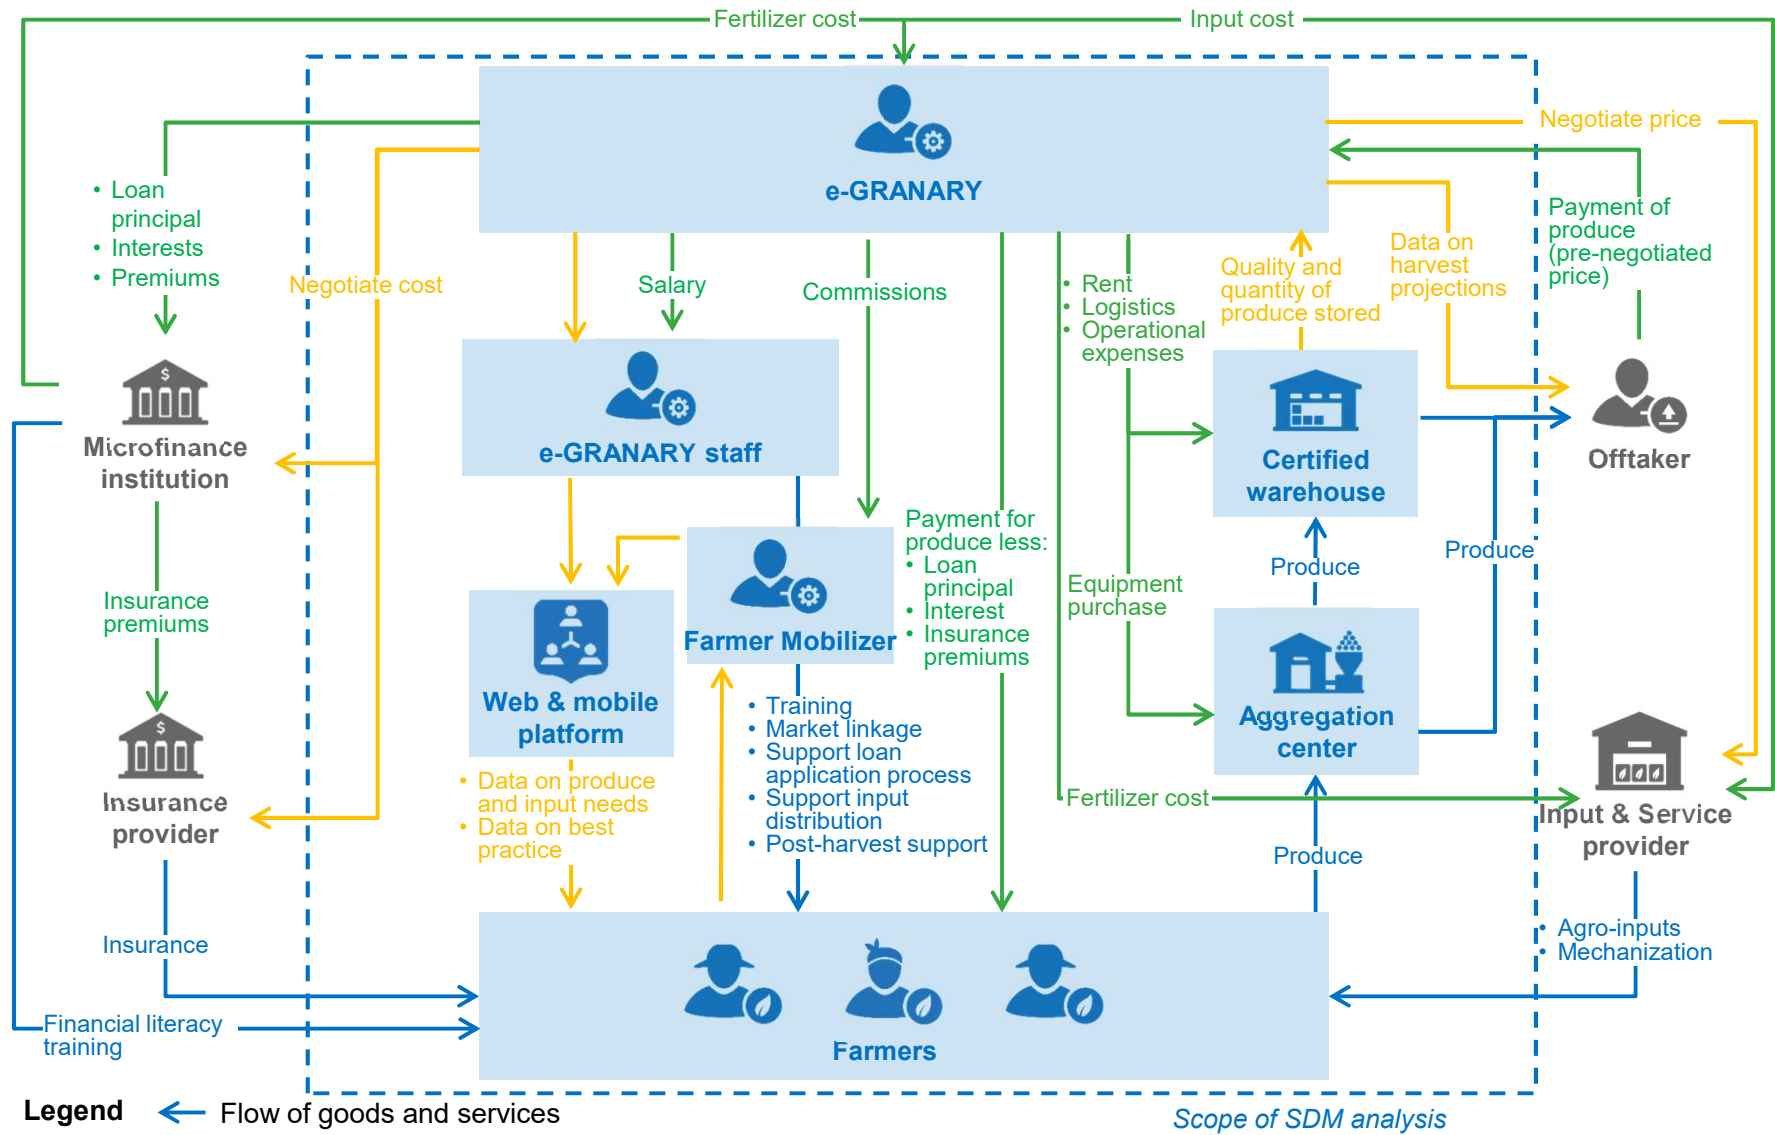 Fertilizer cost
Input cost
e-GRANARY
Negotiate price
• Loan
principal
• Interests
• Premiums
Payment of
produce
(pre-negotiated
price)
Negotiate cost
Salary
Commissions
• Rent
• Logistics
• Operational
expenses
Quality and
quantity of
produce stored
Data on
harvest
projections
Microfinance
institution
e-GRANARY staff
Certified
warehouse
Offtaker
Payment for
produce less:
• Loan
principal
• Interest
• Insurance
premiums
Produce
Produce
Equipment
purchase
Insurance
premiums
Farmer Mobilizer
Web & mobile
platform
• Training
• Market linkage
• Support loan
application process
• Support input
distribution
• Post-harvest support
Aggregation
center
• Data on produce
and input needs
• Data on best
practice
Insurance
provider
Fertilizer cost
Input & Service
provider
Produce
Insurance
• Agro-inputs
• Mechanization
Financial literacy
training
Farmers
Legend
Flow of goods and services
Scope of SDM analysis